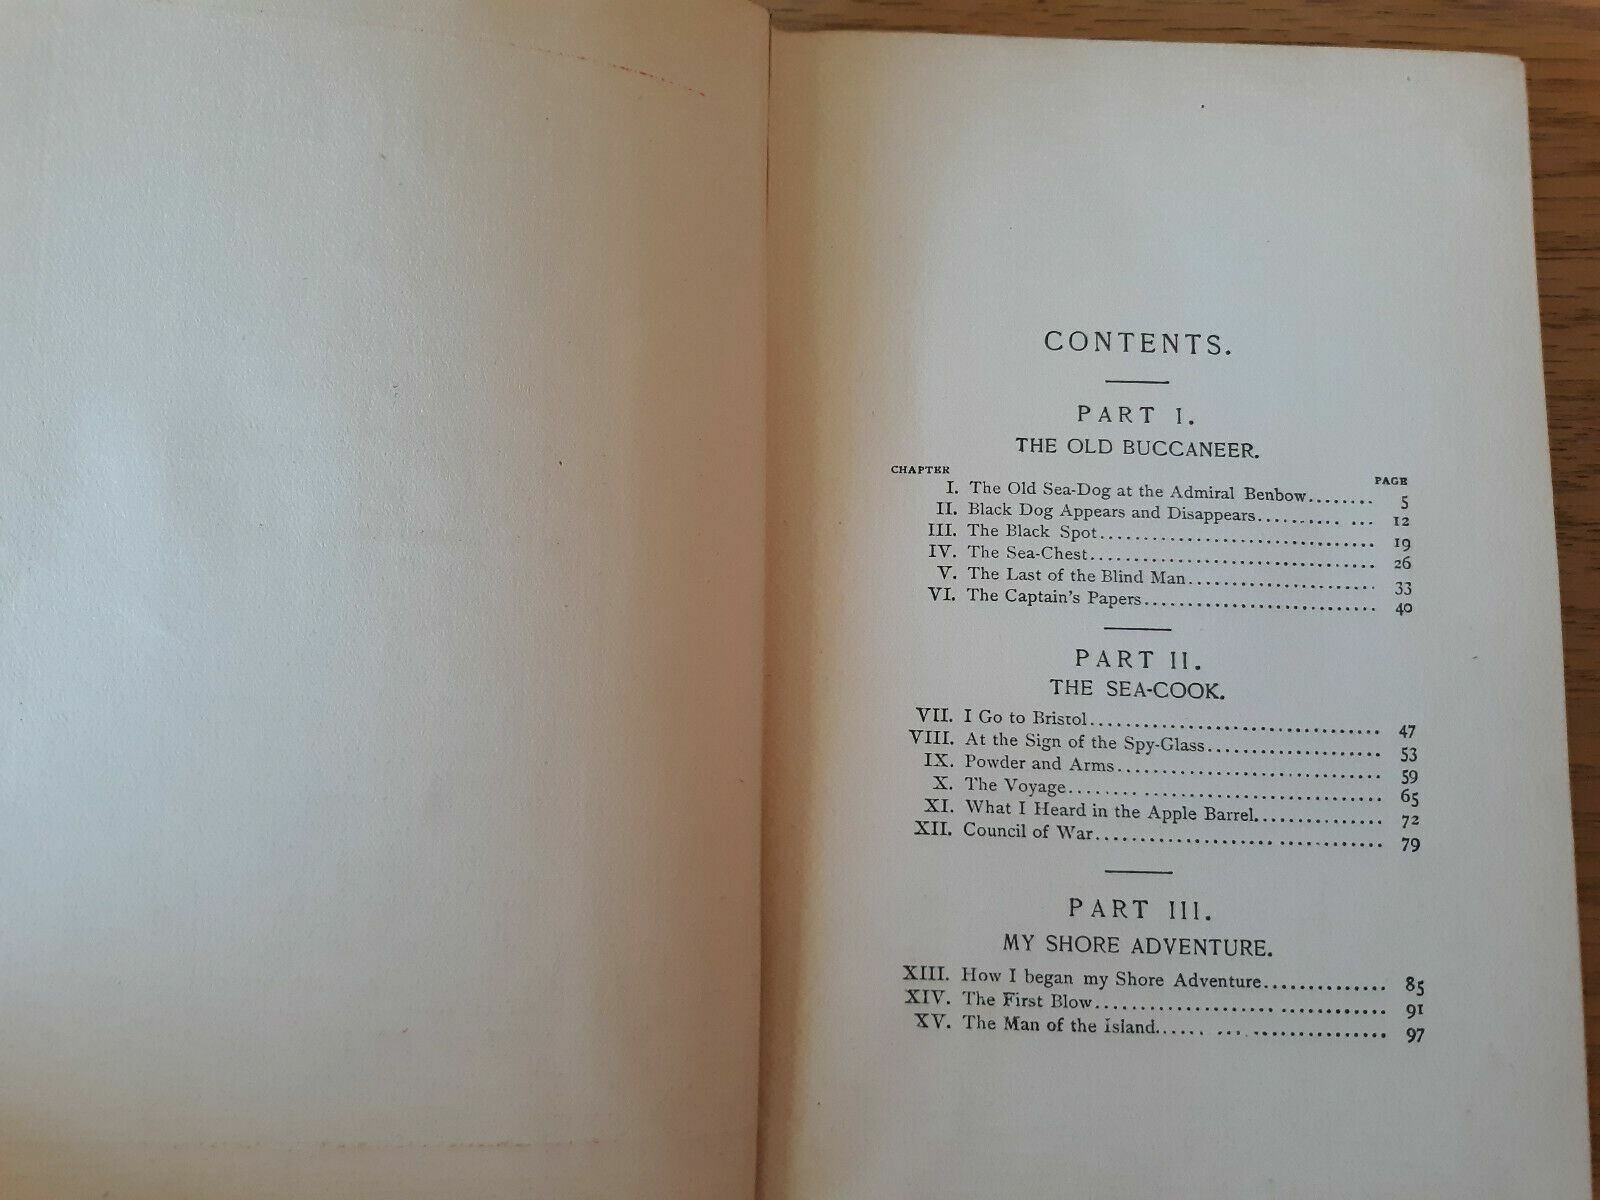 CONTENTS.
PART I.
THE OLD BUCCANEER.
CHAPTER PAGE
I. The Old Sea-Dog at the Admiral Benbow........ 5
II. Black Dog Appears and Disappears.......... ... 12
III. The Black Spot................................ 19
IV. The Sea-Chest................................. 26
V. The Last of the Blind Man..................... 33
VI. The Captain's Papers.......................... 40
PART II.
THE SEA-COOK.
VII. I Go to Bristol................................. 47
VIII. At the Sign of the Spy-Glass.................... 53
IX. Powder and Arms.............................. 59
X. The Voyage........ ........................... 65
XI. What I Heard in the Apple Barrel............... 72
XII. Council of War.................... ............ 79
PART III.
MY SHORE ADVENTURE.
XIII. How I began my Shore Adventure.............. 85
XIV. The First Blow.................... ............ 91
XV. The Man of the Island...... ... ................ 97